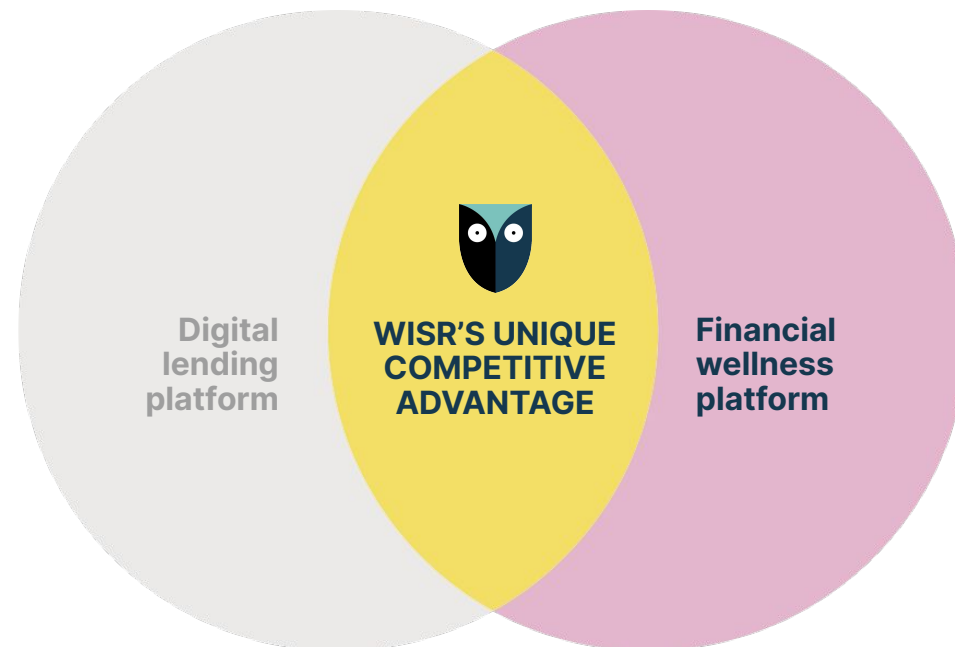 Digital
lending
platform
WISR’S UNIQUE
COMPETITIVE
ADVANTAGE
Financial
wellness
platform